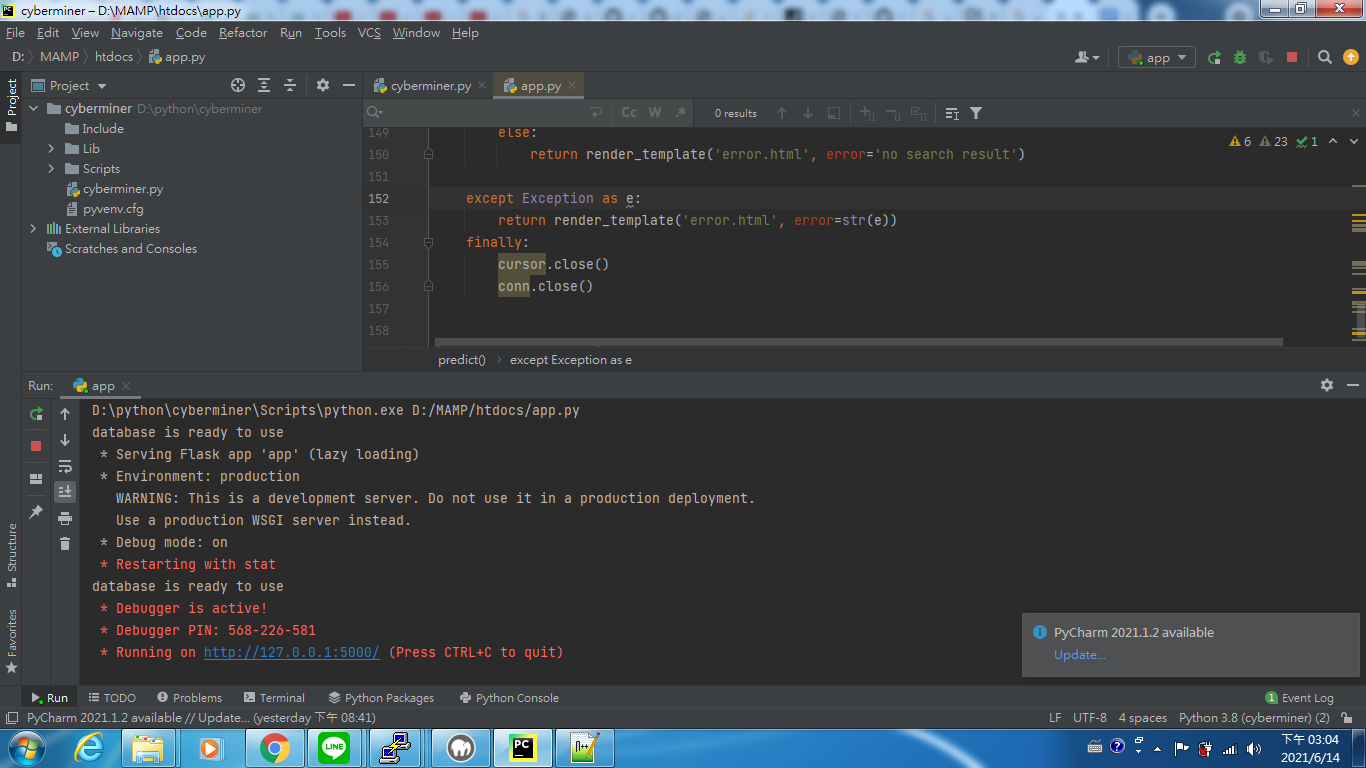 cyberminer – D:\MAMP\htdocs\app.py
File Edit View Navigate Code Refactor Run Tools VCS Window Help
D: MAMP htdocs app.py
app
Project
cyberminer.py
app.py
Project
cyberminer D:\python\cyberminer
Include
Lib
Scripts
cyberminer.py
pyvenv.cfg
External Libraries
Scratches and Consoles
Cc W .* 0 results
6 23 1
149 else:
150 return render_template('error.html', error='no search result')
151
152 except Exception as e:
153 return render_template('error.html', error=str(e))
154 finally:
155 cursor.close()
156 conn.close()
157
158
predict() except Exception as e
Run: app
D:\python\cyberminer\Scripts\python.exe D:/MAMP/htdocs/app.py
database is ready to use
* Serving Flask app 'app' (lazy loading)
* Environment: production
WARNING: This is a development server. Do not use it in a production deployment.
Use a production WSGI server instead.
* Debug mode: on
* Restarting with stat
database is ready to use
* Debugger is active!
* Debugger PIN: 568-226-581
* Running on http://127.0.0.1:5000/ (Press CTRL+C to quit)
Structure
Favorites
PyCharm 2021.1.2 available
Update...
Run TODO Problems Terminal Python Packages Python Console 1 Event Log
PyCharm 2021.1.2 available // Update... (yesterday 下午 08:41) LF UTF-8 4 spaces Python 3.8 (cyberminer) (2)
LINE
PC
下午 03:04
2021/6/14